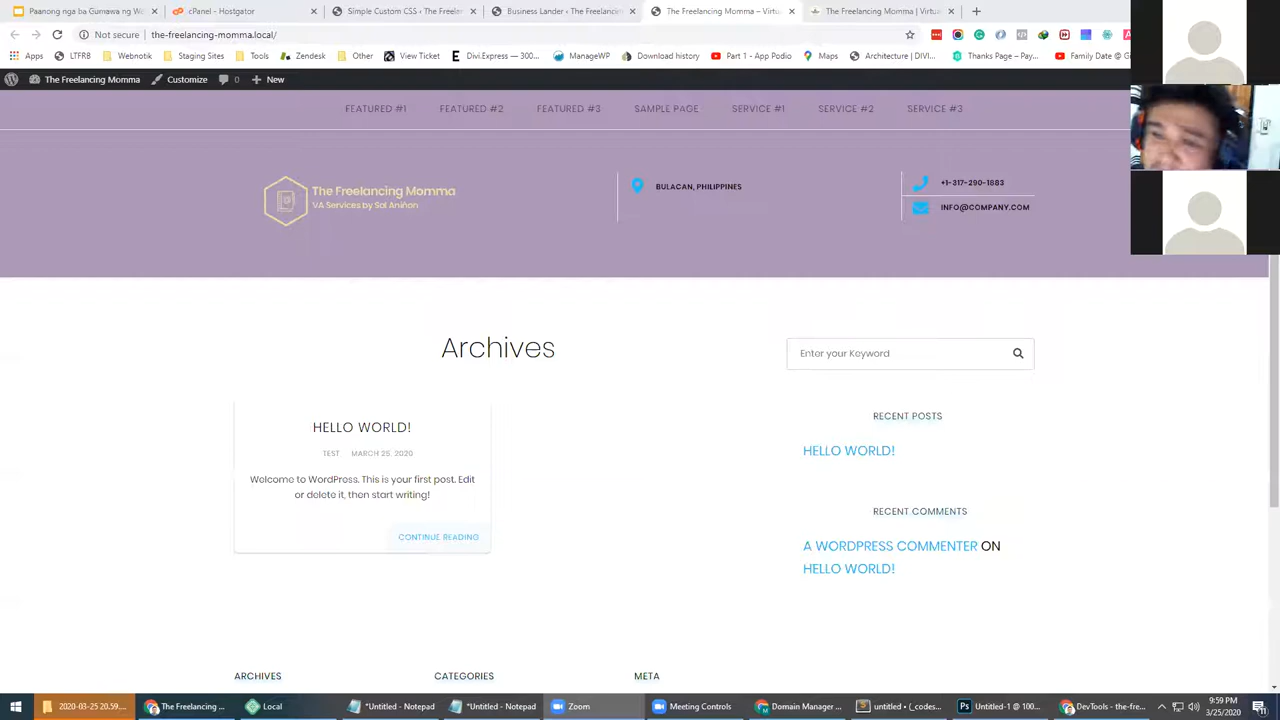 Paanong nga ba Gumawa ng W
cPanel - Hostgator
Simple Custom CSS ‹ The Freela
Business Lander ‹ The Freelancin
The Freelancing Momma – Virtu
The Freelancing Momma | Virtua
Not secure | the-freelancing-momma.local/
Apps
LTFRB
Webnotik
Staging Sites
Tools
Other
View Ticket
Zendesk
Divi.Express — 300...
ManageWP
Download history
Part 1 - App Podio
Maps
Architecture | DIVI...
Thanks Page – Pay...
Family Date @ G
The Freelancing Momma
Customize
0
New
FEATURED #1
FEATURED #2
FEATURED #3
SAMPLE PAGE
SERVICE #1
SERVICE #2
SERVICE #3
The Freelancing Momma
VA Services by Sol Aniñon
BULACAN, PHILIPPINES
+1-317-290-1883
INFO@COMPANY.COM
Archives
Enter your Keyword
HELLO WORLD!
TEST MARCH 25, 2020
Welcome to WordPress. This is your first post. Edit
or delete it, then start writing!
CONTINUE READING
RECENT POSTS
HELLO WORLD!
RECENT COMMENTS
A WORDPRESS COMMENTER ON
HELLO WORLD!
ARCHIVES
CATEGORIES
META
2020-03-25 20.59....
The Freelancing ...
Local
*Untitled - Notepad
*Untitled - Notepad
Zoom
Meeting Controls
Domain Manager ...
untitled • (_codes...
Untitled-1 @ 100...
DevTools - the-fre...
9:59 PM
3/25/2020